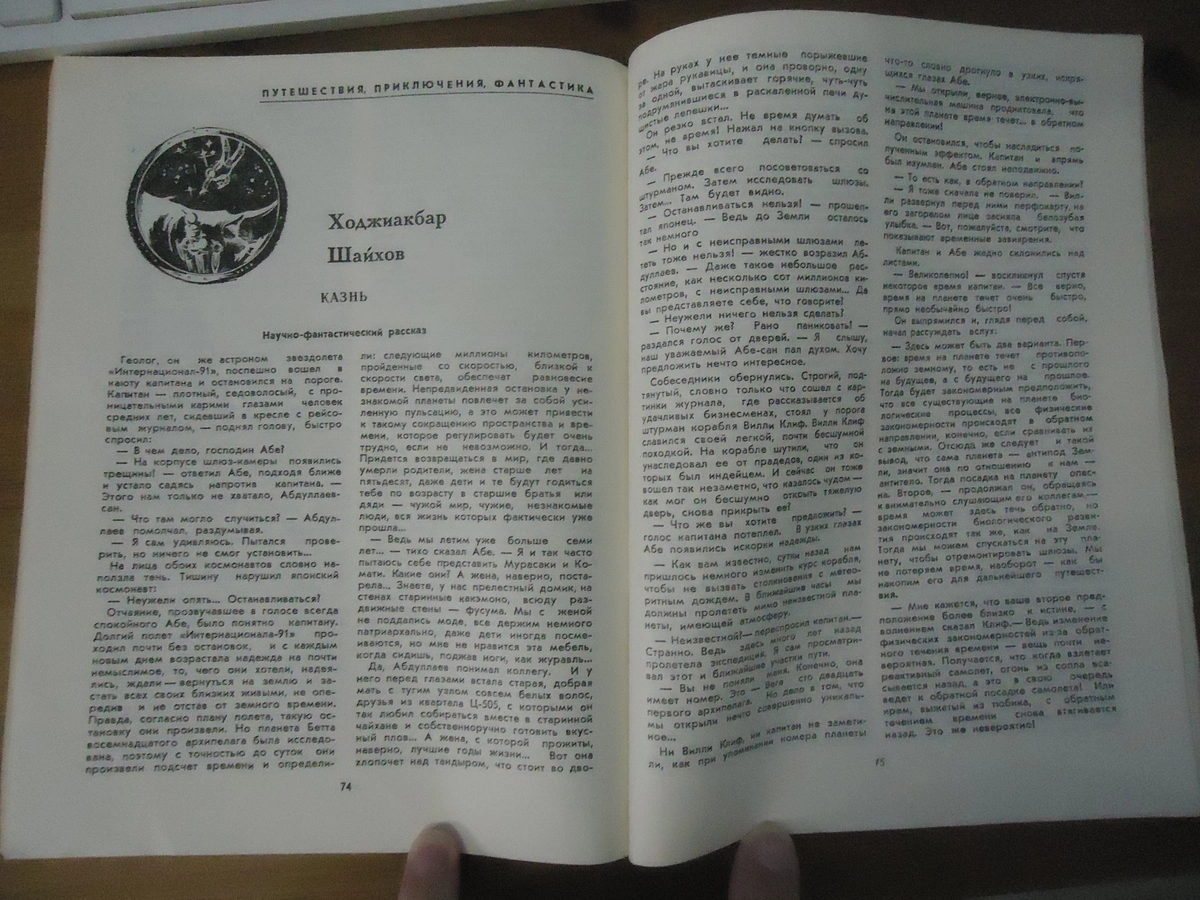 ПУТЕШЕСТВИЯ, ПРИКЛЮЧЕНИЯ, ФАНТАСТИКА
Ходжиакбар
Шайхов
КАЗНЬ
Научно-фантастический рассказ
Геолог, он же астроном звездолета
«Интернационал-91», поспешно вошел в
каюту капитана и остановился на пороге.
Капитан — плотный, седоволосый, с про-
ницательными карими глазами человек
средних лет, сидевший в кресле с рейсо-
вым журналом, — поднял голову, быстро
спросил:
— В чем дело, господин Абе?
— На корпусе шлюз-камеры появились
трещины! — ответил Абе, подходя ближе
и устало садясь напротив капитана. —
Этого нам только не хватало, Абдуллаев-
сан.
— Что там могло случиться? — Абдул-
лаев помолчал, раздумывая.
— Я сам удивляюсь. Пытался прове-
рить, но ничего не смог установить...
На лица обоих космонавтов словно на-
ползла тень. Тишину нарушил японский
космонавт:
— Неужели опять... Останавливаться?
Отчаяние, прозвучавшее в голосе всегда
спокойного Абе, было понятно капитану.
Долгий полет «Интернационала-91» про-
ходил почти без остановок, и с каждым
новым днем возрастала надежда на почти
немыслимое, то, чего они хотели, надея-
лись, ждали — вернуться на землю и за-
стать всех своих близких живыми, не опе-
редив и не отстав от земного времени.
Правда, согласно плану полета, такую ос-
тановку они произвели. Но планета Бетта
восемнадцатого архипелага была исследо-
вана, поэтому с точностью до суток они
произвели подсчет времени и определи-
ли: следующие миллионы километров,
пройденные со скоростью, близкой к
скорости света, обеспечат равновесие
времени. Непредвиденная остановка у не-
знакомой планеты повлечет за собой уси-
ленную пульсацию, а это может привести
к такому сокращению пространства и вре-
мени, которое регулировать будет очень
трудно, если не невозможно. И тогда...
Придется возвращаться в мир, где давно
умерли родители, жена старше лет на
пятьдесят, даже дети и те будут годиться
тебе по возрасту в старшие братья или
дяди — чужой мир, чужие, незнакомые
люди, вся жизнь которых фактически уже
прошла...
— Ведь мы летим уже больше семи
лет... — тихо сказал Абе. — Я и так часто
пытаюсь себе представить Мурасаки и Ко-
мати. Какие они? А жена, наверно, поста-
рела... Знаете, у нас прелестный домик, на
стенах старинные какэмоно, всюду раз-
движные стены — фусума. Мы с женой
не поддались моде, все держим немного
патриархально, даже дети иногда посме-
иваются, но мне не нравится эта мебель,
когда сидишь, поджав ноги, как журавль...
Да, Абдуллаев понимал коллегу. И у
него перед глазами встала старая, добрая
мать с тугим узлом совсем белых волос,
друзья из квартала Ц-505, с которыми он
так любил собираться вместе в старинной
чайхане и собственноручно готовить вкус-
ный плов... А жена, с которой прожиты,
наверно, лучшие годы жизни... Вот она
хлопочет над тандыром, что стоит во дво-
74
ре. На руках у нее темные порыжевшие
от жара рукавицы, и она проворно, одну
за одной, вытаскивает горячие, чуть-чуть
подрумянившиеся в раскаленной печи ду-
шистые лепешки...
Он резко встал. Не время думать об
этом, не время! Нажал на кнопку вызова.
— Что вы хотите делать? — спросил
Абе.
— Прежде всего посоветоваться со
штурманом. Затем исследовать шлюзы.
Затем... Там будет видно.
— Останавливаться нельзя! — прошеп-
тал японец. — Ведь до Земли осталось
так немного
— Но и с неисправными шлюзами ле-
теть тоже нельзя! — жестко возразил Аб-
дуллаев. — Даже такое небольшое рас-
стояние, как несколько сот миллионов ки-
лометров, с неисправными шлюзами... Да
вы представляете себе, что говорите?
— Неужели ничего нельзя сделать?
— Почему же? Рано паниковать! —
раздался голос от дверей. — Я слышу,
наш уважаемый Абе-сан пал духом. Хочу
предложить нечто интересное.
Собеседники обернулись. Строгий, под-
тянутый, словно только что сошел с кар-
тинки журнала, где рассказывается об
удачливых бизнесменах, стоял у порога
штурман корабля Вилли Клиф. Вилли Клиф
славился своей легкой, почти бесшумной
походкой. На корабле шутили, что он
унаследовал ее от прадедов, один из ко-
торых был индейцем. И сейчас он тоже
вошел так незаметно, что казалось чудом —
как мог он бесшумно открыть тяжелую
дверь, снова прикрыть ее!
— Что же вы хотите предложить? —
голос капитана потеплел. В узких глазах
Абе появились искорки надежды.
— Как вам известно, сутки назад нам
пришлось немного изменить курс корабля,
чтобы не вызвать столкновения с метео-
ритным дождем. В ближайшие часы мы
должны пролететь мимо неизвестной пла-
неты, имеющей атмосферу...
— Неизвестной! — переспросил капитан.—
Странно. Ведь здесь много лет назад
пролетела экспедиция. Я сам просматри-
вал этот и ближайшие участки пути.
— Вы не поняли меня. Конечно, она
имеет номер. Это — Вега сто двадцать
первого архипелага. Но дело в том, что
мы открыли нечто совершенно уникаль-
ное...
Ни Вилли Клиф, ни капитан не замети-
ли, как при упоминании номера планеты
что-то словно дрогнуло в узких, искря-
щихся глазах Абе.
— Мы открыли, вернее, электронно-вы-
числительная машина продиктовала, что
на этой планете время течет... в обратном
направлении!
Он остановился, чтобы насладиться по-
лученным эффектом. Капитан и впрямь
был изумлен. Абе стоял неподвижно.
— То есть как, в обратном направлении!
— Я тоже сначала не поверил. — Вил-
ли развернул перед ними перфокарту, на
его загорелом лице засияла белозубая
улыбка. — Вот, пожалуйста, смотрите, что
показывают временные завихрения.
Капитан и Абе жадно склонились над
листами.
— Великолепно! — воскликнул спустя
некоторое время капитан. — Все верно,
время на планете течет очень быстро,
прямо необычайно быстро!
Он выпрямился и, глядя перед собой,
начал рассуждать вслух:
— Здесь может быть два варианта. Пер-
вое: время на планете течет противопо-
ложно земному, то есть не с прошлого
на будущее, а с будущего на прошлое.
Тогда будет закономерным предположить,
что все существующие на планете био-
логические процессы, все физические
закономерности происходят в обратном
направлении, конечно, если сравнивать их
с земными. Отсюда же следует и такой
вывод, что сама планета — антипод Зем-
ли, значит она по отношению к нам —
антитело. Тогда посадка на планету опас-
на. Второе, — продолжал он, обращаясь
к внимательно слушающим его коллегам,—
время может здесь течь обратно, но
закономерности биологического разви-
тия происходят так же, как на Земле.
Тогда мы можем спускаться на эту пла-
нету, чтобы отремонтировать шлюзы. Мы
не потеряем время, наоборот — как бы
накопим его для дальнейшего путешест-
вия.
— Мне кажется, что ваше второе пред-
положение более близко к истине, — с
волнением сказал Клиф.— Ведь изменения
физических закономерностей из-за обрат-
ного течения времени — вещь почти не-
вероятная. Получается, что когда взлетает
реактивный самолет, огонь из сопла вса-
сывается назад, а это в свою очередь
ведет к обратной посадке самолета! Или
крем, выжатый из тюбика, с обратным
течением времени снова втягивается
назад. Это же невероятно!